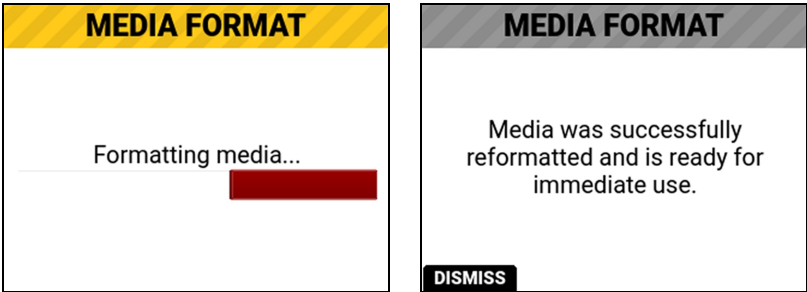 MEDIA FORMAT
Formatting media...
MEDIA FORMAT
Media was successfully
reformatted and is ready for
immediate use.
DISMISS